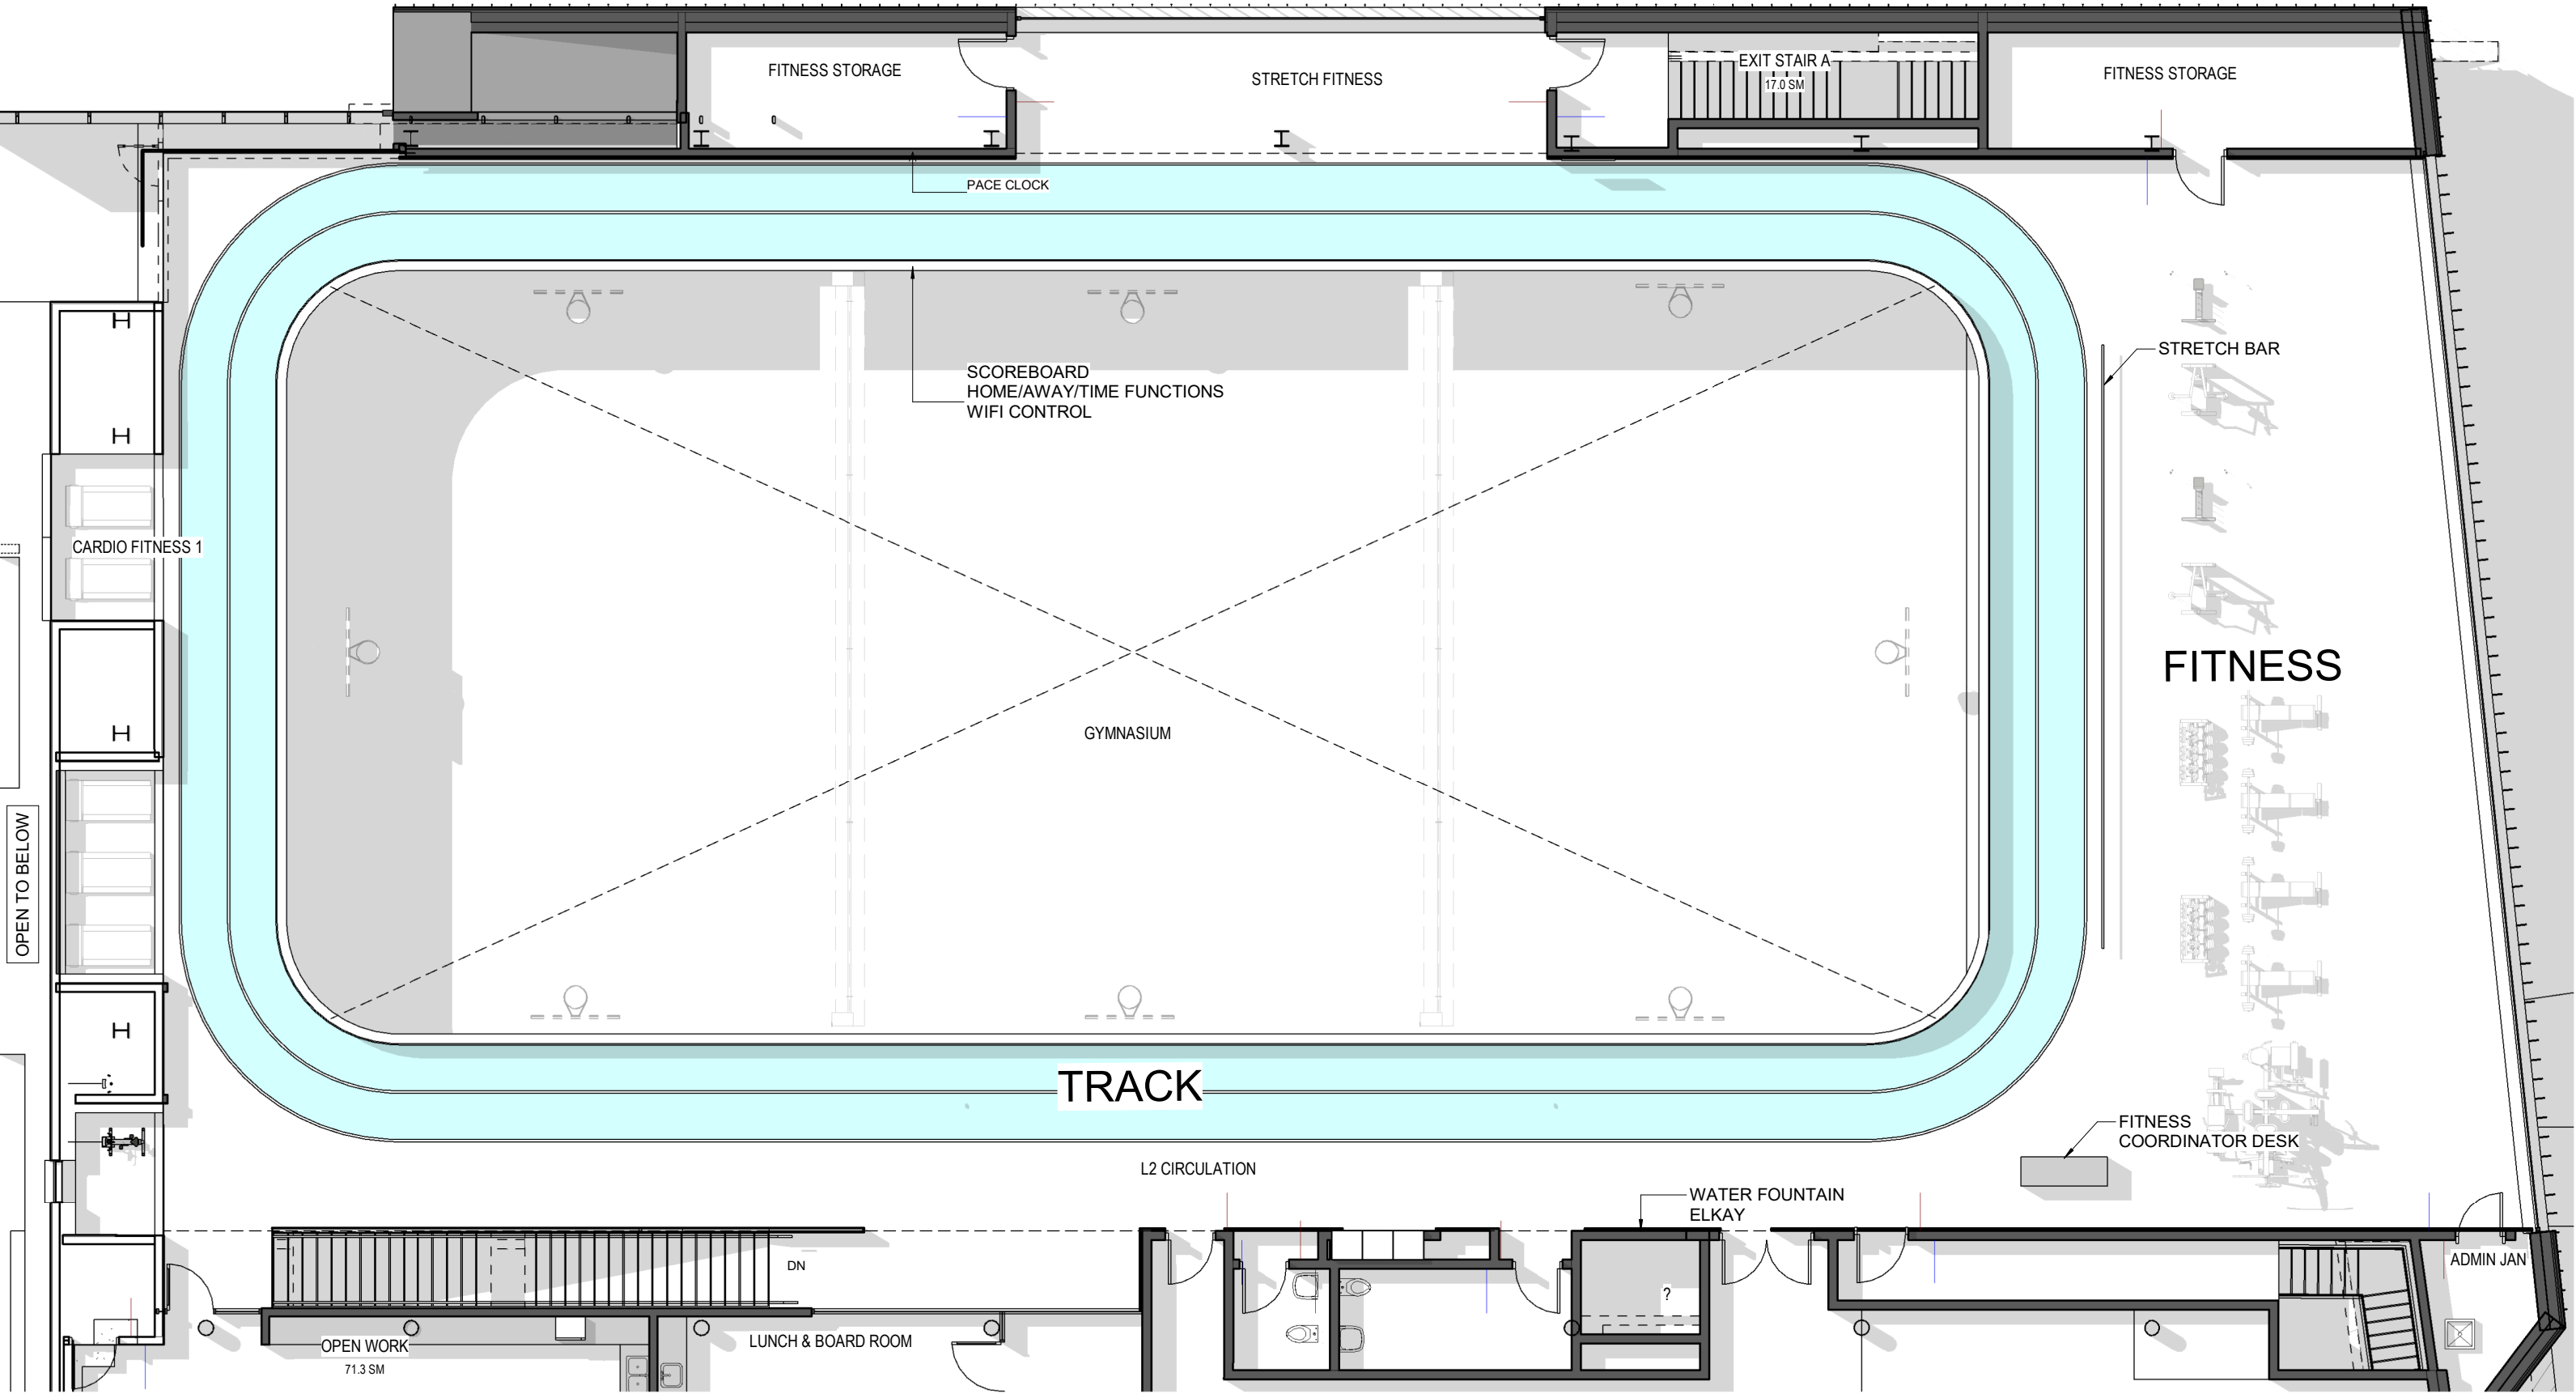 FITNESS STORAGE
STRETCH FITNESS
EXIT STAIR A
17.0 SM
FITNESS STORAGE
PACE CLOCK
SCOREBOARD
HOME/AWAY/TIME FUNCTIONS
WIFI CONTROL
STRETCH BAR
CARDIO FITNESS 1
FITNESS
GYMNASIUM
OPEN TO BELOW
TRACK
FITNESS
COORDINATOR DESK
L2 CIRCULATION
WATER FOUNTAIN
ELKAY
DN
ADMIN JAN
?
OPEN WORK
71.3 SM
LUNCH & BOARD ROOM